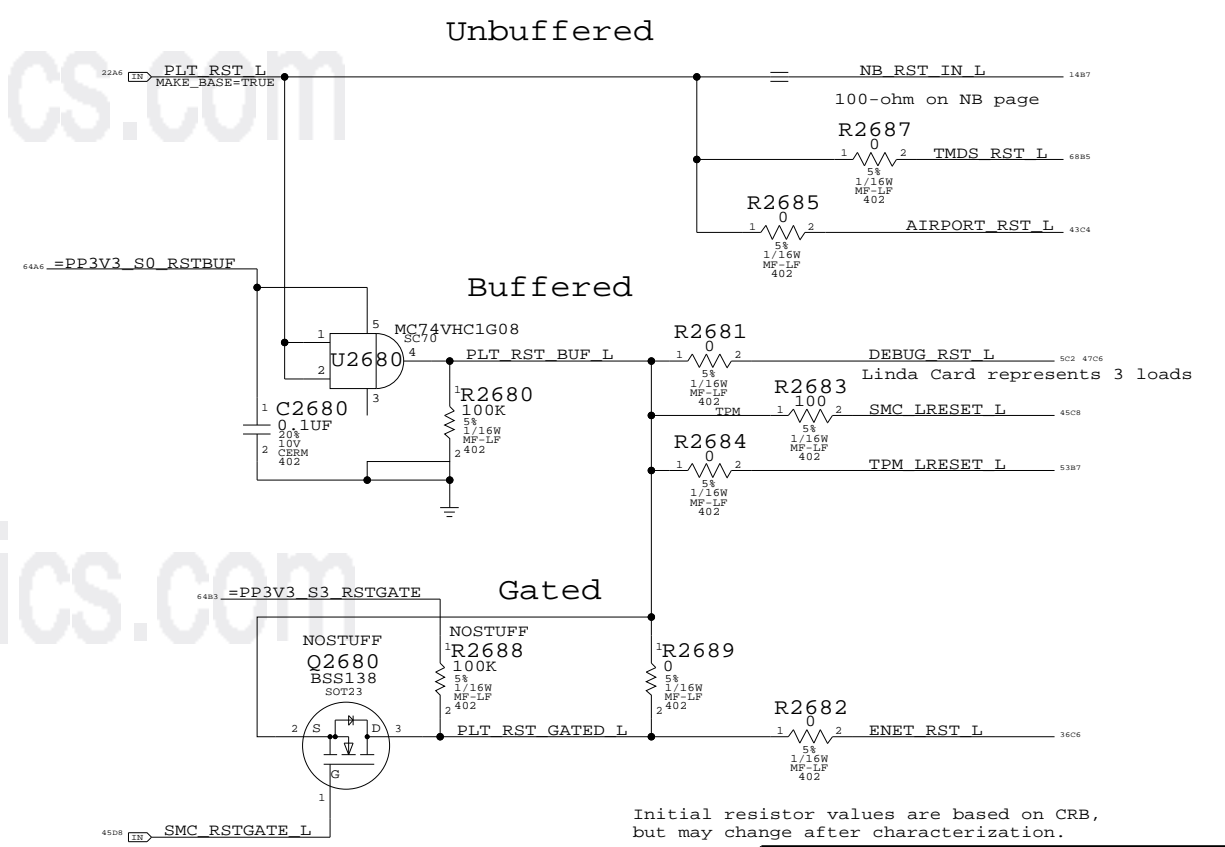 Unbuffered
22A6 IN PLT_RST_L
MAKE_BASE=TRUE
NB_RST_IN_L 14B7
100-ohm on NB page
R2687
0
1 2 TMDS_RST_L 68B5
5%
1/16W
MF-LF
402
R2685
0
1 2 AIRPORT_RST_L 43C4
5%
1/16W
MF-LF
402
cs.com
64A6 =PP3V3_S0_RSTBUF
Buffered
5 MC74VHC1G08
SC70
1
2
U2680
4
3
PLT_RST_BUF_L
1
R2680
100K
5%
1/16W
MF-LF
402
2
1 C2680
0.1UF
20%
10V
CERM
402
2
R2681
0
1 2 DEBUG_RST_L 5C2 47C6
5%
1/16W
MF-LF
402
Linda Card represents 3 loads
R2683
100
TPM 1 2 SMC_LRESET_L 45C8
5%
1/16W
MF-LF
402
R2684
0
1 2 TPM_LRESET_L 53B7
5%
1/16W
MF-LF
402
ics.com
64B3 =PP3V3_S3_RSTGATE
Gated
NOSTUFF
Q2680
BSS138
SOT23
2 S D 3
G
1
NOSTUFF
1
R2688
100K
5%
1/16W
MF-LF
402
2
1
R2689
0
5%
1/16W
MF-LF
402
2
PLT_RST_GATED_L
R2682
0
1 2 ENET_RST_L 36C6
5%
1/16W
MF-LF
402
45D8 IN SMC_RSTGATE_L
Initial resistor values are based on CRB,
but may change after characterization.